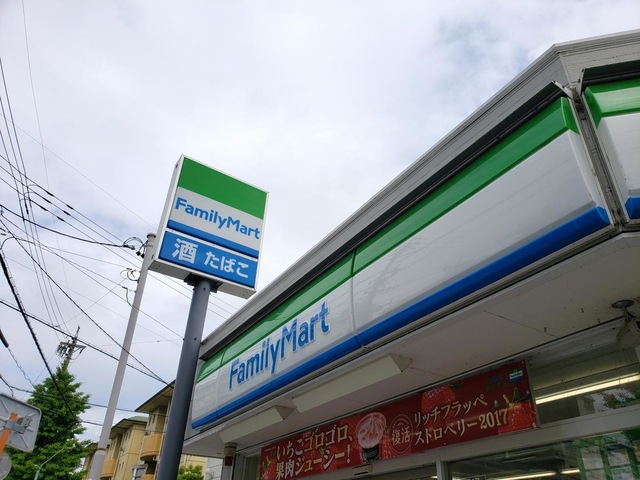 FamilyMart
酒 たばこ
FamilyMart
いちごゴロゴロ、
果肉ジューシー!
復活
リッチフラッペ
ストロベリー2017